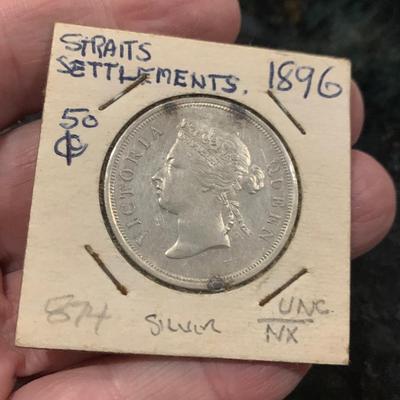 STRAITS
SETTLEMENTS. 1896
50
¢
VICTORIA QUEEN
874
SILVER
UNC.
NX